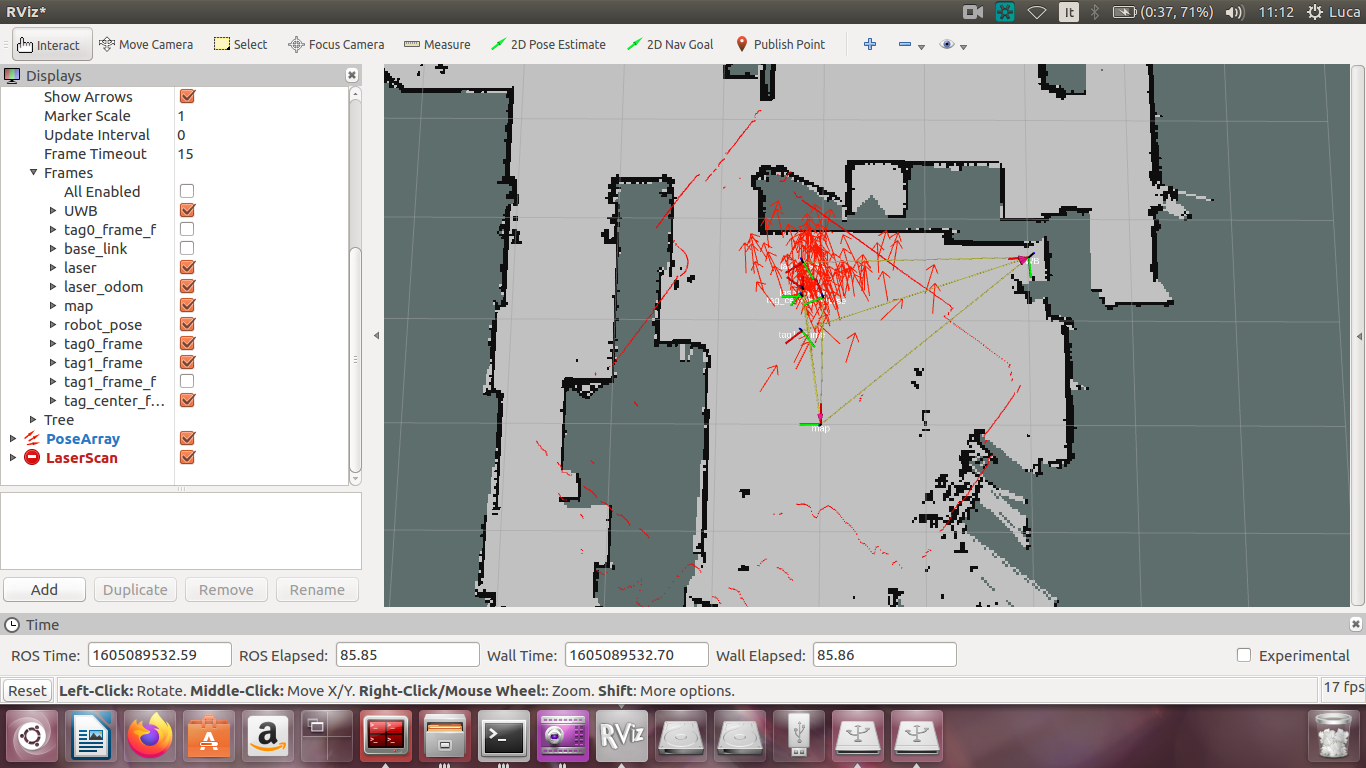 RViz*
It
(0:37, 71%)
11:12
Luca
Interact
Move Camera
Select
Focus Camera
Measure
2D Pose Estimate
2D Nav Goal
Publish Point
Displays
Show Arrows
Marker Scale 1
Update Interval 0
Frame Timeout 15
Frames
All Enabled
UWB
tag0_frame_f
base_link
laser
laser_odom
map
robot_pose
tag0_frame
tag1_frame
tag1_frame_f
tag_center_f...
Tree
PoseArray
LaserScan
Add
Duplicate
Remove
Rename
map
Time
ROS Time: 1605089532.59 ROS Elapsed: 85.85 Wall Time: 1605089532.70 Wall Elapsed: 85.86 Experimental
Reset Left-Click: Rotate. Middle-Click: Move X/Y. Right-Click/Mouse Wheel:: Zoom. Shift: More options. 17 fps
A
a
>_
RViz